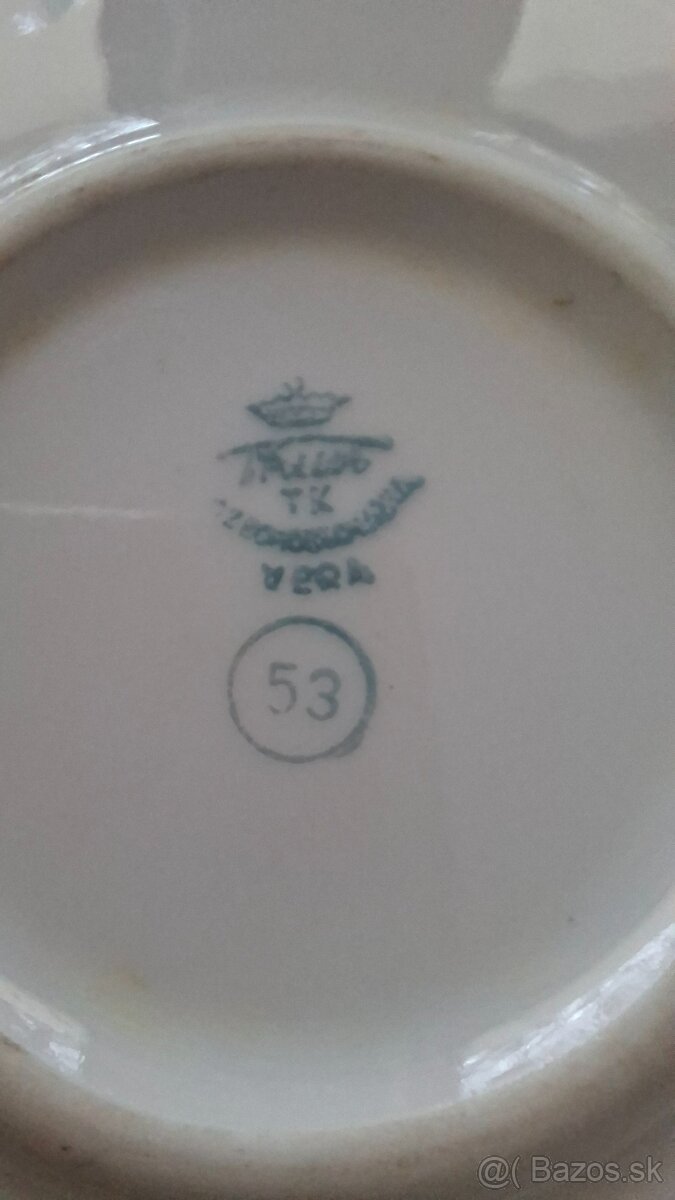 Thun
TK
CZECHOSLOVAKIA
VERA
53
@( Bazos.sk